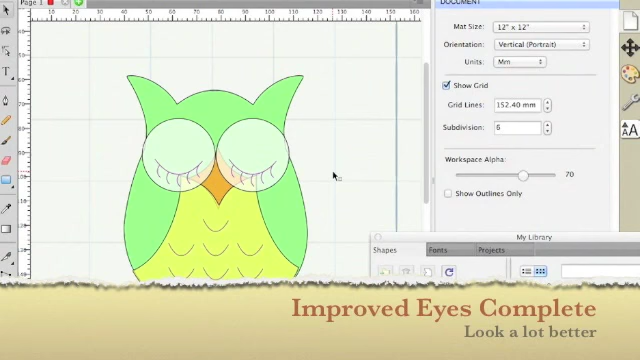 Page 1
DOCUMENT
Mat Size: 12" x 12"
Orientation: Vertical (Portrait)
Units: Mm
Show Grid
Grid Lines: 152.40 mm
Subdivision: 6
Workspace Alpha:
70
Show Outlines Only
My Library
Shapes Fonts Projects
Improved Eyes Complete
Look a lot better